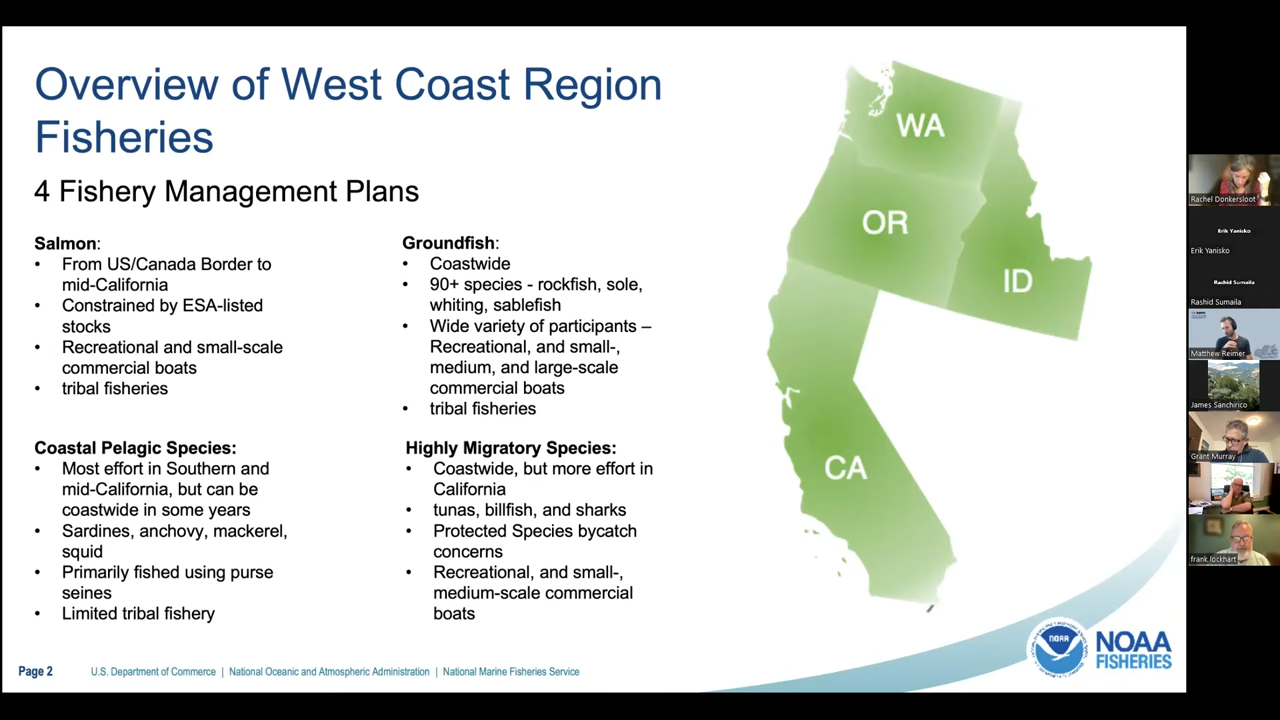 Overview of West Coast Region
Fisheries
4 Fishery Management Plans
Salmon:
• From US/Canada Border to
mid-California
• Constrained by ESA-listed
stocks
• Recreational and small-scale
commercial boats
• tribal fisheries
Groundfish:
• Coastwide
• 90+ species - rockfish, sole,
whiting, sablefish
• Wide variety of participants –
Recreational, and small-,
medium, and large-scale
commercial boats
• tribal fisheries
Coastal Pelagic Species:
• Most effort in Southern and
mid-California, but can be
coastwide in some years
• Sardines, anchovy, mackerel,
squid
• Primarily fished using purse
seines
• Limited tribal fishery
Highly Migratory Species:
• Coastwide, but more effort in
California
• tunas, billfish, and sharks
• Protected Species bycatch
concerns
• Recreational, and small-,
medium-scale commercial
boats
WA
OR
ID
CA
Page 2
U.S. Department of Commerce | National Oceanic and Atmospheric Administration | National Marine Fisheries Service
NOAA
NOAA
FISHERIES
Rachel Donkersloot
Erik Yanisko
Erik Yanisko
Rashid Sumaila
Rashid Sumaila
Matthew Reimer
James Sanchirico
Grant Murray
frank lockhart